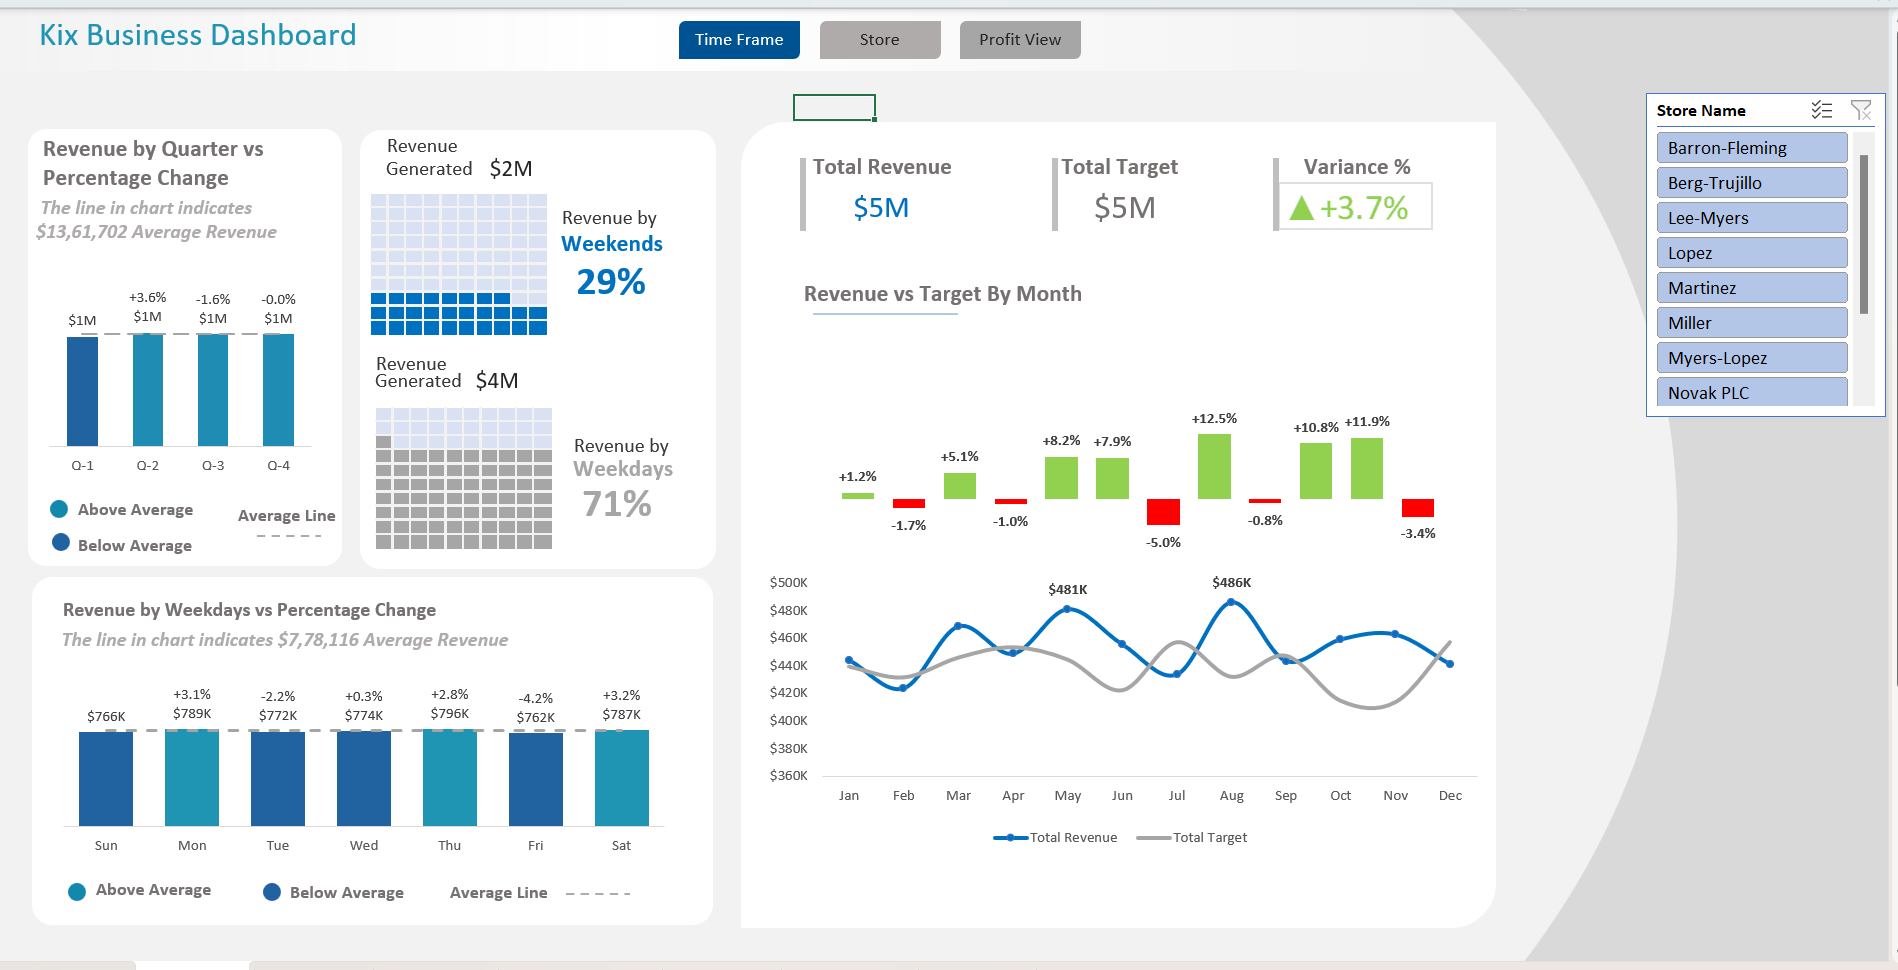 Kix Business Dashboard
Time Frame
Store
Profit View
Revenue by Quarter vs
Percentage Change
The line in chart indicates
$13,61,702 Average Revenue
+3.6%
-1.6%
-0.0%
$1M
$1M
$1M
$1M
Q-1
Q-2
Q-3
Q-4
Above Average
Average Line
Below Average
Revenue
Generated $2M
Revenue by
Weekends
29%
Revenue
Generated $4M
Revenue by
Weekdays
71%
Total Revenue
$5M
Total Target
$5M
Variance %
▲+3.7%
Revenue vs Target By Month
+1.2%
-1.7%
+5.1%
-1.0%
+8.2%
+7.9%
-5.0%
+12.5%
-0.8%
+10.8%
+11.9%
-3.4%
$500K
$480K
$460K
$440K
$420K
$400K
$380K
$360K
$481K
$486K
Jan
Feb
Mar
Apr
May
Jun
Jul
Aug
Sep
Oct
Nov
Dec
Total Revenue
Total Target
Revenue by Weekdays vs Percentage Change
The line in chart indicates $7,78,116 Average Revenue
+3.1%
-2.2%
+0.3%
+2.8%
-4.2%
+3.2%
$766K
$789K
$772K
$774K
$796K
$762K
$787K
Sun
Mon
Tue
Wed
Thu
Fri
Sat
Above Average
Below Average
Average Line
Store Name
Barron-Fleming
Berg-Trujillo
Lee-Myers
Lopez
Martinez
Miller
Myers-Lopez
Novak PLC